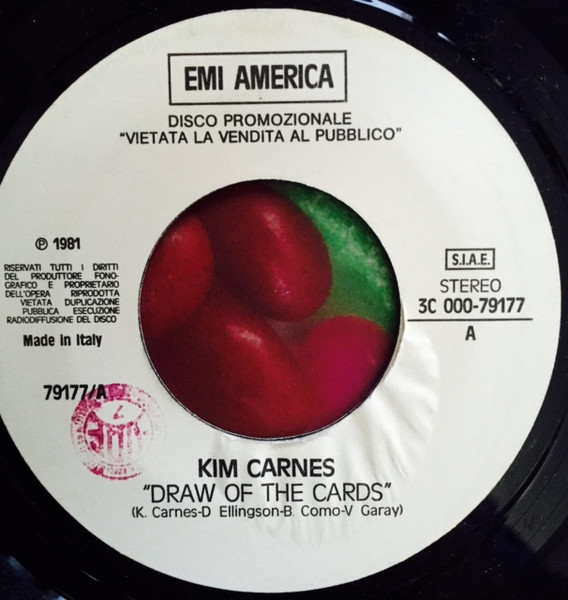 EMI AMERICA
DISCO PROMOZIONALE
"VIETATA LA VENDITA AL PUBBLICO"
℗ 1981
RISERVATI TUTTI I DIRITTI
DEL PRODUTTORE FONO-
GRAFICO E PROPRIETARIO
DELL'OPERA RIPRODOTTA
VIETATA DUPLICAZIONE
PUBBLICA ESECUZIONE
RADIODIFFUSIONE DEL DISCO
Made in Italy
S.I.A.E.
STEREO
3C 000-79177
A
79177/A
KIM CARNES
"DRAW OF THE CARDS"
(K. Carnes-D Ellingson-B. Como-V Garay)